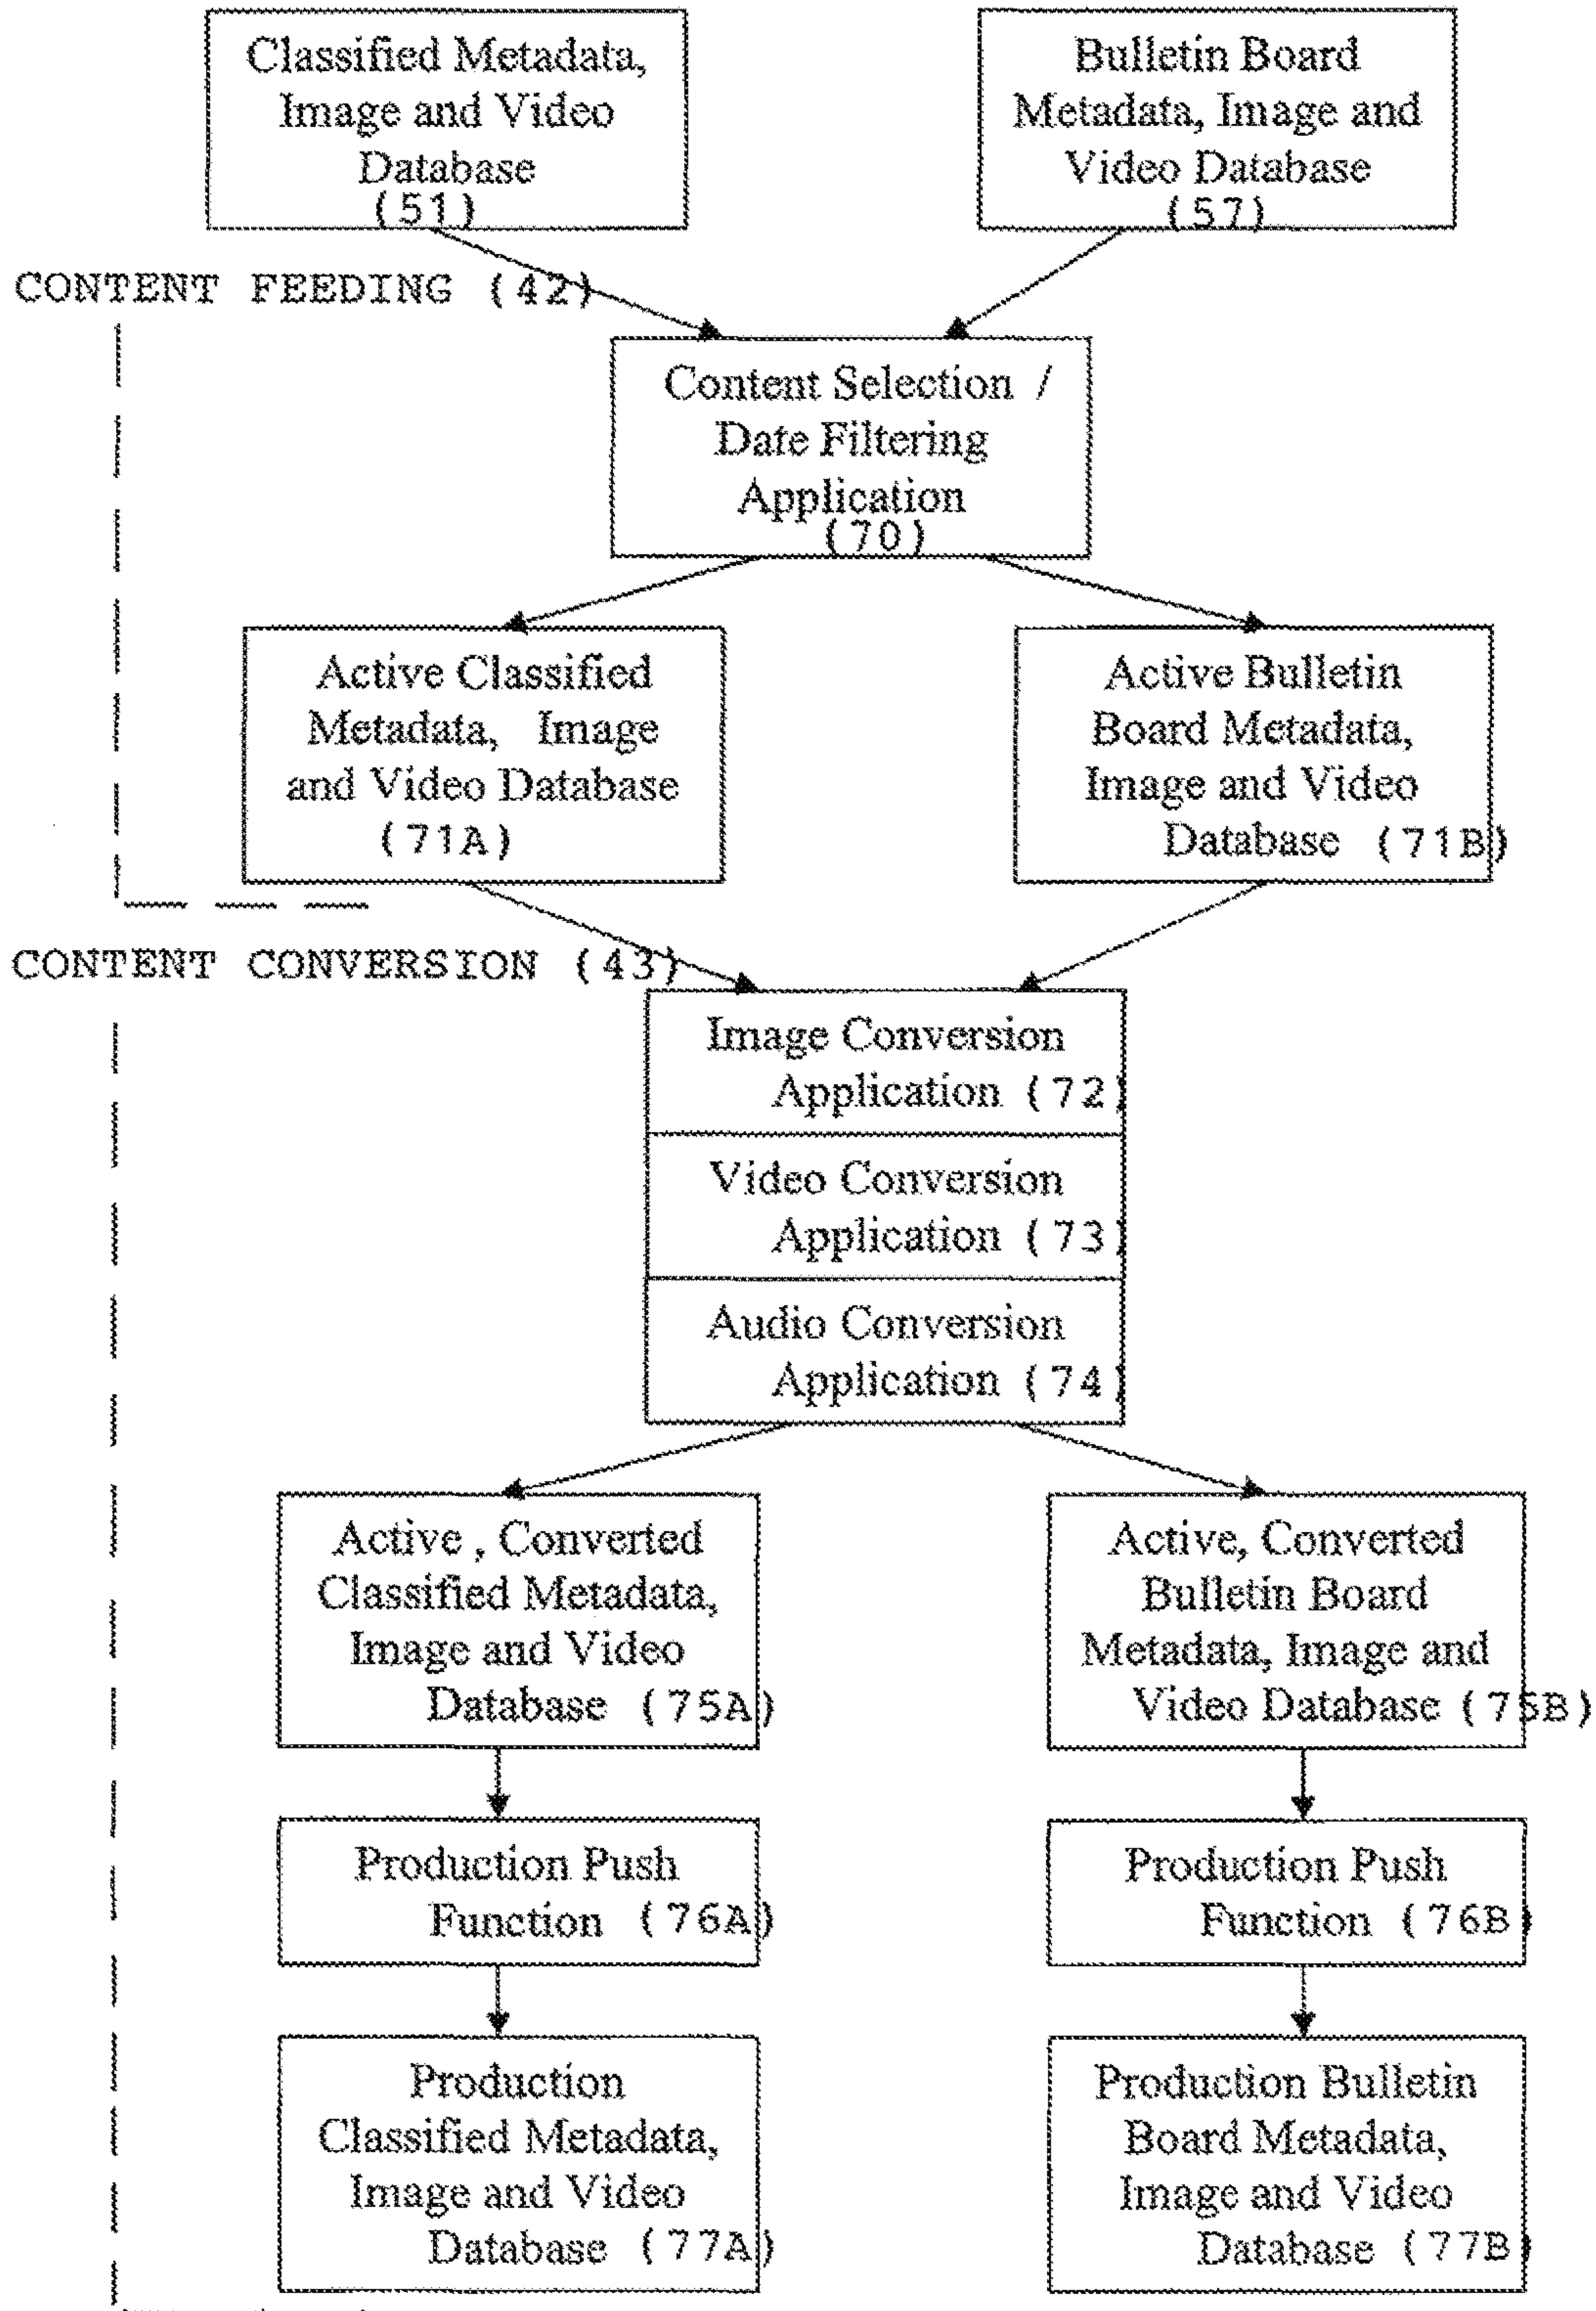 Classified Metadata,
Image and Video
Database
(51)
Bulletin Board
Metadata, Image and
Video Database
(57)
CONTENT FEEDING (42)
Content Selection /
Date Filtering
Application
(70)
Active Classified
Metadata, Image
and Video Database
(71A)
Active Bulletin
Board Metadata,
Image and Video
Database (71B)
CONTENT CONVERSION (43)
Image Conversion
Application (72)
Video Conversion
Application (73)
Audio Conversion
Application (74)
Active , Converted
Classified Metadata,
Image and Video
Database (75A)
Active, Converted
Bulletin Board
Metadata, Image and
Video Database (75B)
Production Push
Function (76A)
Production Push
Function (76B)
Production
Classified Metadata,
Image and Video
Database (77A)
Production Bulletin
Board Metadata,
Image and Video
Database (77B)